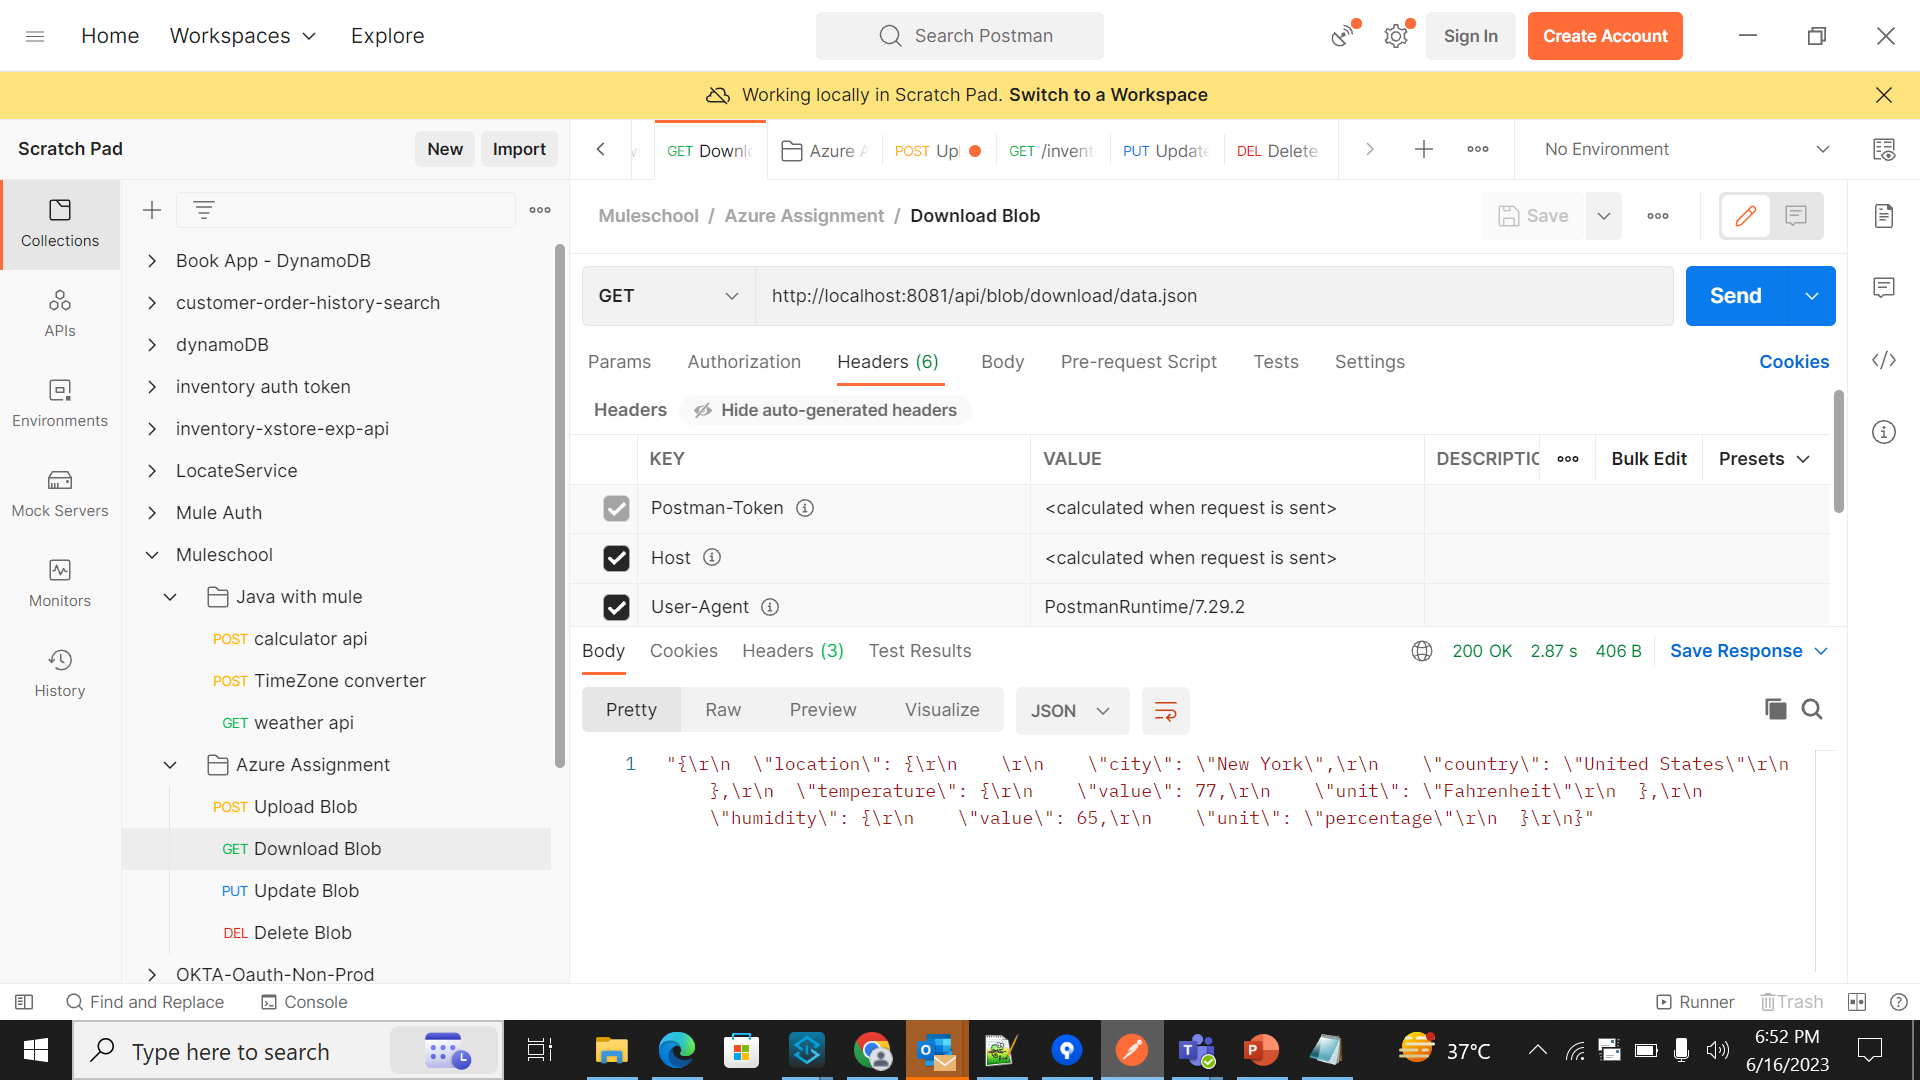 Home Workspaces Explore Search Postman Sign In Create Account
Working locally in Scratch Pad. Switch to a Workspace
Scratch Pad New Import
GET Downlo Azure A POST Up GET /invent PUT Update DEL Delete No Environment
Muleschool / Azure Assignment / Download Blob Save
GET http://localhost:8081/api/blob/download/data.json Send
Params Authorization Headers (6) Body Pre-request Script Tests Settings Cookies
Headers Hide auto-generated headers
KEY VALUE DESCRIPTIO Bulk Edit Presets
Postman-Token <calculated when request is sent>
Host <calculated when request is sent>
User-Agent PostmanRuntime/7.29.2
Collections
APIs
Environments
Mock Servers
Monitors
History
Book App - DynamoDB
customer-order-history-search
dynamoDB
inventory auth token
inventory-xstore-exp-api
LocateService
Mule Auth
Muleschool
Java with mule
POST calculator api
POST TimeZone converter
GET weather api
Azure Assignment
POST Upload Blob
GET Download Blob
PUT Update Blob
DEL Delete Blob
OKTA-Oauth-Non-Prod
Body Cookies Headers (3) Test Results 200 OK 2.87 s 406 B Save Response
Pretty Raw Preview Visualize JSON
1 "{\r\n  \"location\": {\r\n    \r\n    \"city\": \"New York\",\r\n    \"country\": \"United States\"\r\n
},\r\n  \"temperature\": {\r\n    \"value\": 77,\r\n    \"unit\": \"Fahrenheit\"\r\n  },\r\n
\"humidity\": {\r\n    \"value\": 65,\r\n    \"unit\": \"percentage\"\r\n  }\r\n}"
Find and Replace Console Runner Trash
Type here to search 37°C 6:52 PM
6/16/2023